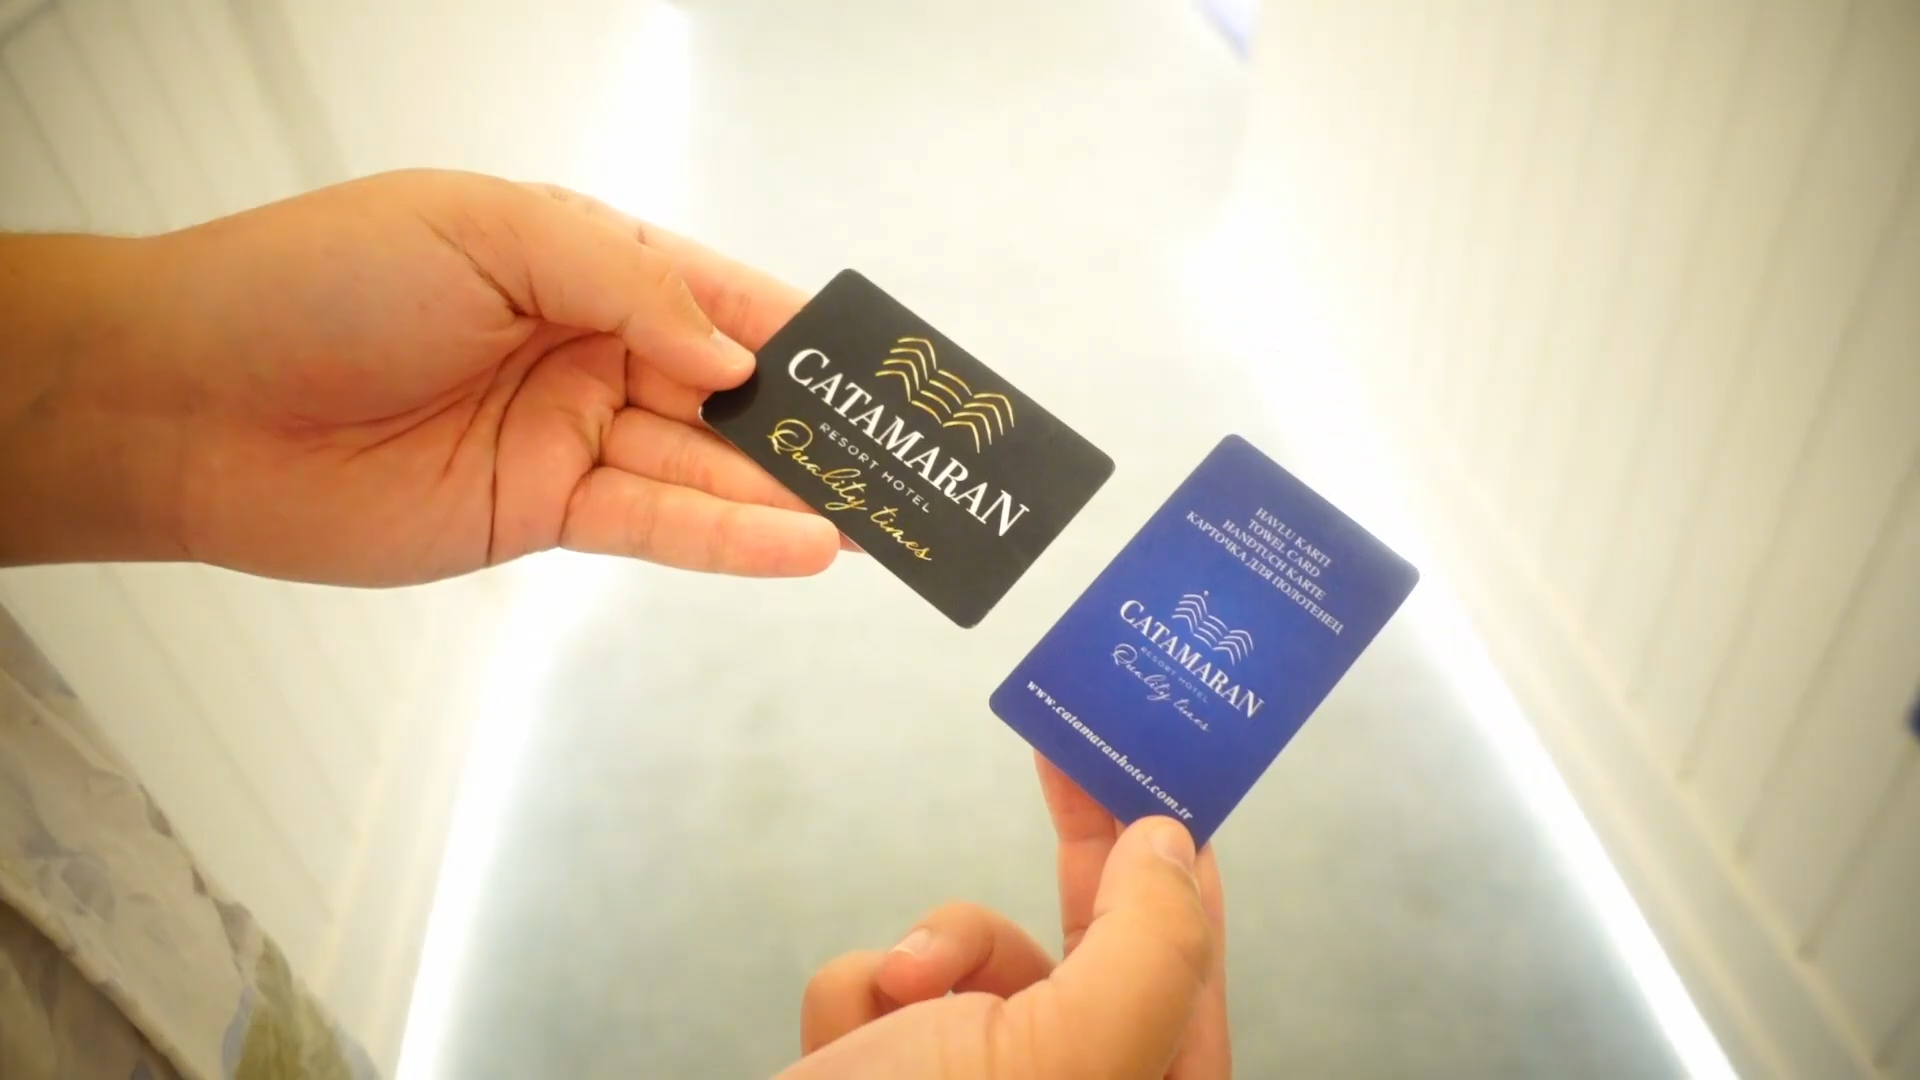 CATAMARAN
RESORT HOTEL
Quality times
HAVLU KARTI
TOWEL CARD
HANDTUCH KARTE
КАРТОЧКА ДЛЯ ПОЛОТЕНЕЦ
CATAMARAN
RESORT HOTEL
Quality times
www.catamaranhotel.com.tr